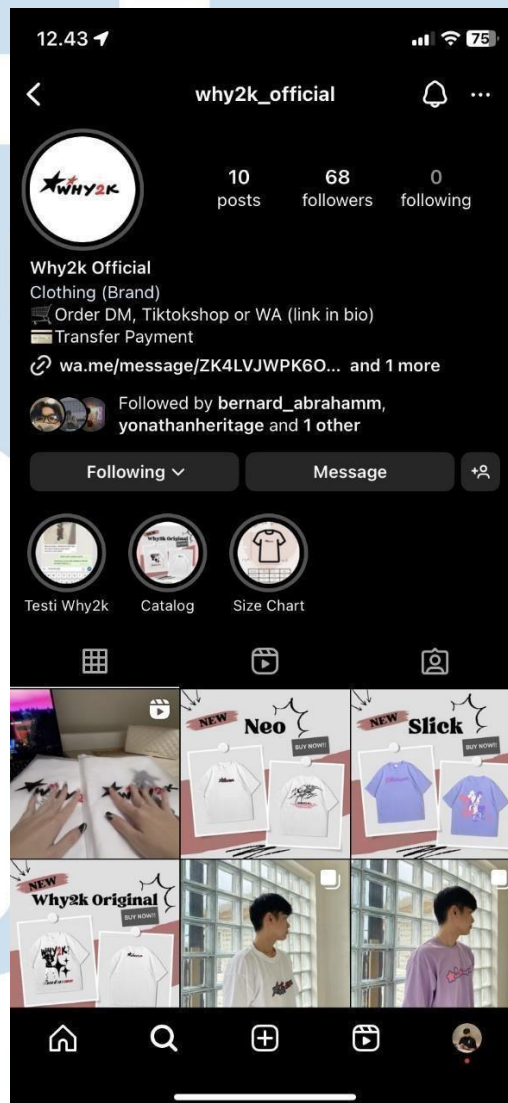 12.43
75
why2k_official
WHY2K
10
68
0
posts
followers
following
Why2k Official
Clothing (Brand)
Order DM, Tiktokshop or WA (link in bio)
Transfer Payment
wa.me/message/ZK4LVJWPK6O... and 1 more
Followed by bernard_abrahamm,
yonathanheritage and 1 other
Following
Message
Why2k Original
Testi Why2k
Catalog
Size Chart
NEW
Neo
BUY NOW!!
NEW
Slick
BUY NOW!!
NEW
Why2k Original
BUY NOW!!
WHY2K